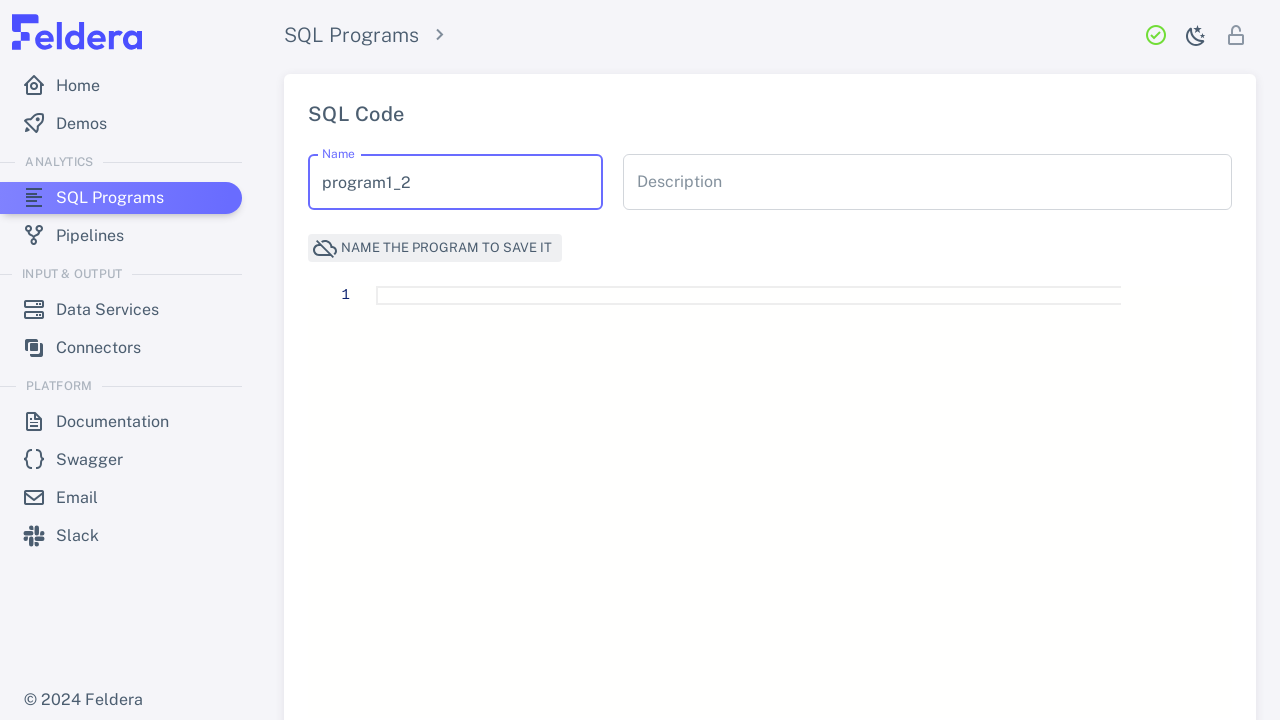 Feldera
Home
Demos
ANALYTICS
SQL Programs
Pipelines
INPUT & OUTPUT
Data Services
Connectors
PLATFORM
Documentation
Swagger
Email
Slack
© 2024 Feldera
SQL Programs
SQL Code
Name
program1_2
Description
NAME THE PROGRAM TO SAVE IT
1